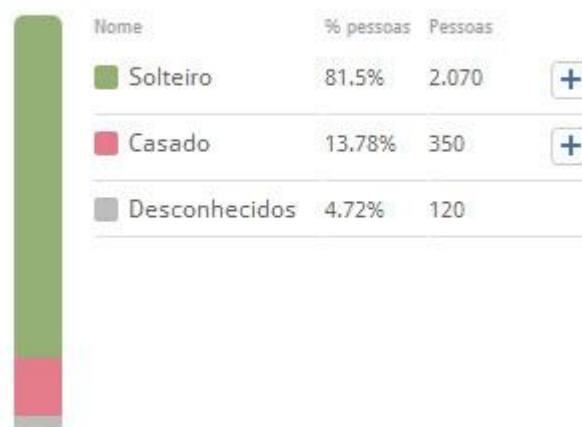 Nome % pessoas Pessoas
Solteiro 81.5% 2.070 +
Casado 13.78% 350 +
Desconhecidos 4.72% 120